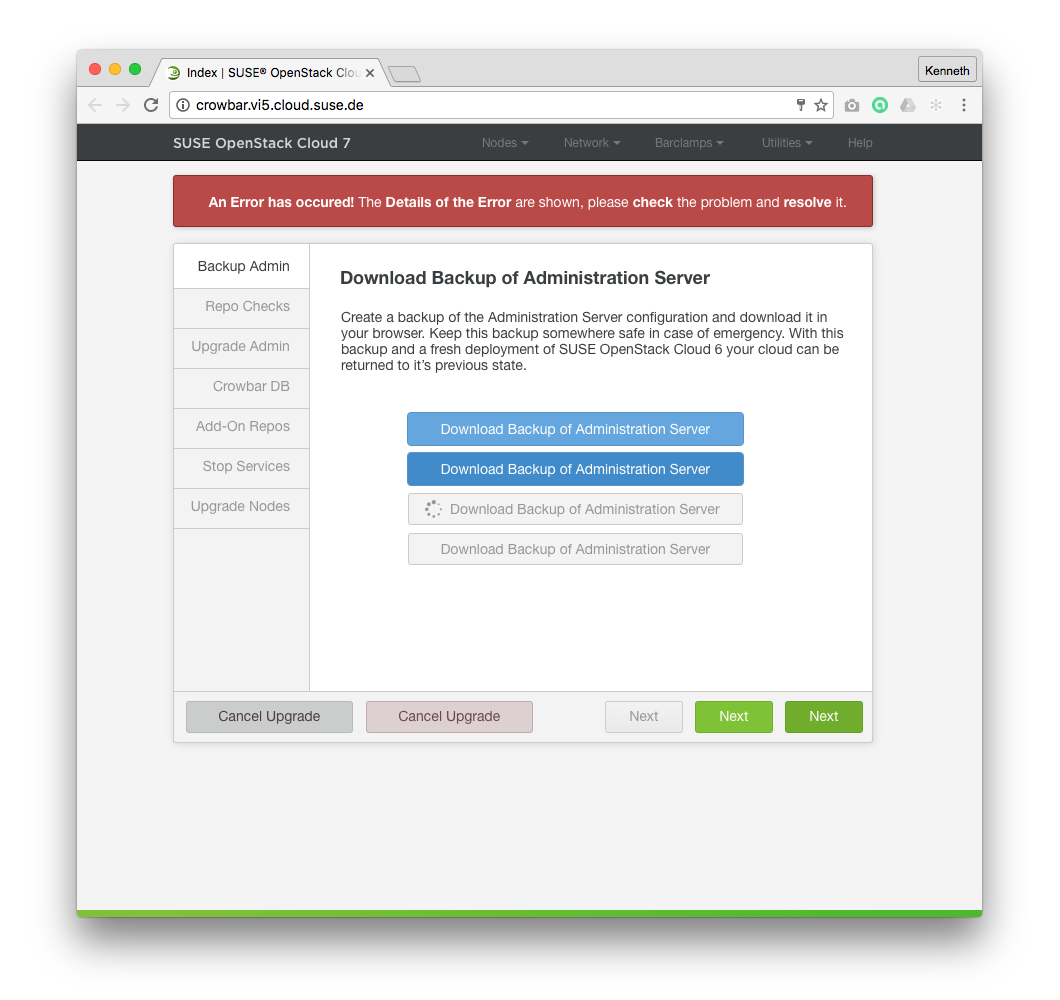 Index | SUSE® OpenStack Clou
Kenneth
crowbar.vi5.cloud.suse.de
SUSE OpenStack Cloud 7
Nodes
Network
Barclamps
Utilities
Help
An Error has occured! The Details of the Error are shown, please check the problem and resolve it.
Backup Admin
Repo Checks
Upgrade Admin
Crowbar DB
Add-On Repos
Stop Services
Upgrade Nodes
Download Backup of Administration Server
Create a backup of the Administration Server configuration and download it in
your browser. Keep this backup somewhere safe in case of emergency. With this
backup and a fresh deployment of SUSE OpenStack Cloud 6 your cloud can be
returned to it's previous state.
Download Backup of Administration Server
Download Backup of Administration Server
Download Backup of Administration Server
Download Backup of Administration Server
Cancel Upgrade
Cancel Upgrade
Next
Next
Next